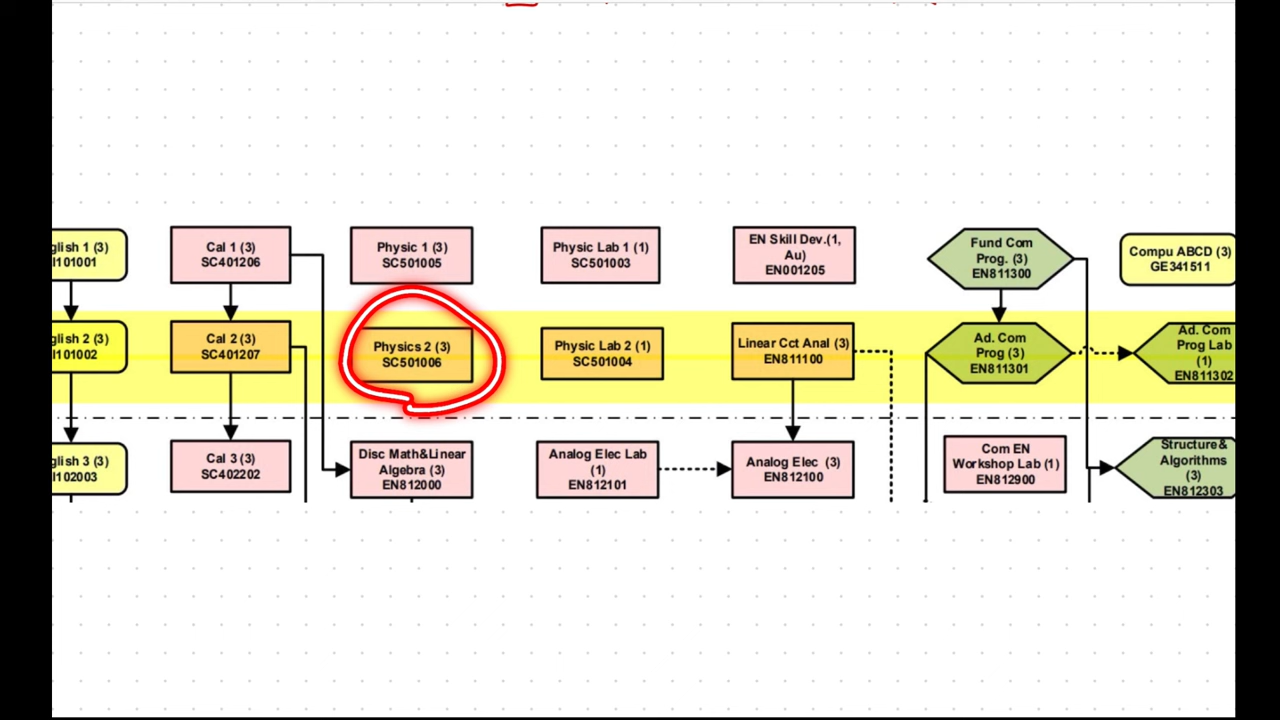 glish 1 (3)
I101001
Cal 1 (3)
SC401206
Physic 1 (3)
SC501005
Physic Lab 1 (1)
SC501003
EN Skill Dev.(1,
Au)
EN001205
Fund Com
Prog. (3)
EN811300
Compu ABCD (3)
GE341511
glish 2 (3)
I101002
Cal 2 (3)
SC401207
Physics 2 (3)
SC501006
Physic Lab 2 (1)
SC501004
Linear Cct Anal (3)
EN811100
Ad. Com
Prog (3)
EN811301
Ad. Com
Prog Lab
(1)
EN811302
glish 3 (3)
I102003
Cal 3 (3)
SC402202
Disc Math&Linear
Algebra (3)
EN812000
Analog Elec Lab
(1)
EN812101
Analog Elec (3)
EN812100
Com EN
Workshop Lab (1)
EN812900
Structure&
Algorithms
(3)
EN812303